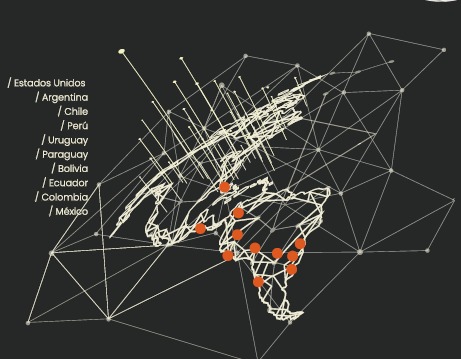 / Estados Unidos
/ Argentina
/ Chile
/ Perú
/ Uruguay
/ Paraguay
/ Bolivia
/ Ecuador
/ Colombia
/ México